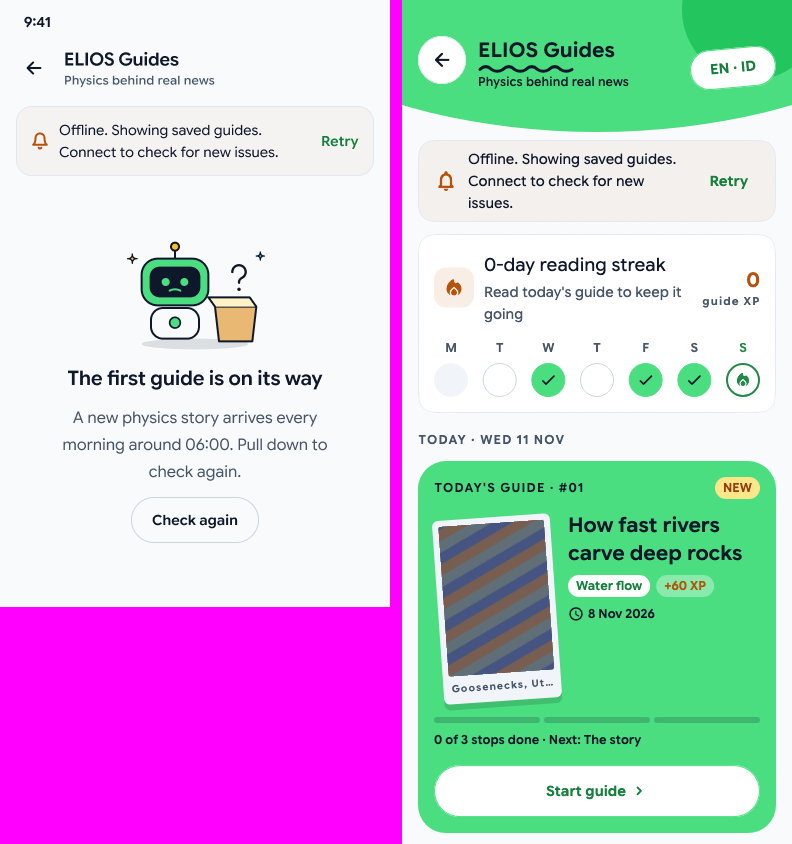 9:41
ELIOS Guides
Physics behind real news
Offline. Showing saved guides.
Connect to check for new issues.
Retry
?
The first guide is on its way
A new physics story arrives every
morning around 06:00. Pull down to
check again.
Check again
ELIOS Guides
Physics behind real news
EN · ID
Offline. Showing saved guides.
Connect to check for new
issues.
Retry
0-day reading streak
Read today's guide to keep it
going
0
guide XP
M T W T F S S
TODAY · WED 11 NOV
TODAY'S GUIDE · #01
NEW
How fast rivers
carve deep rocks
Water flow
+60 XP
8 Nov 2026
Goosenecks, Ut…
0 of 3 stops done · Next: The story
Start guide